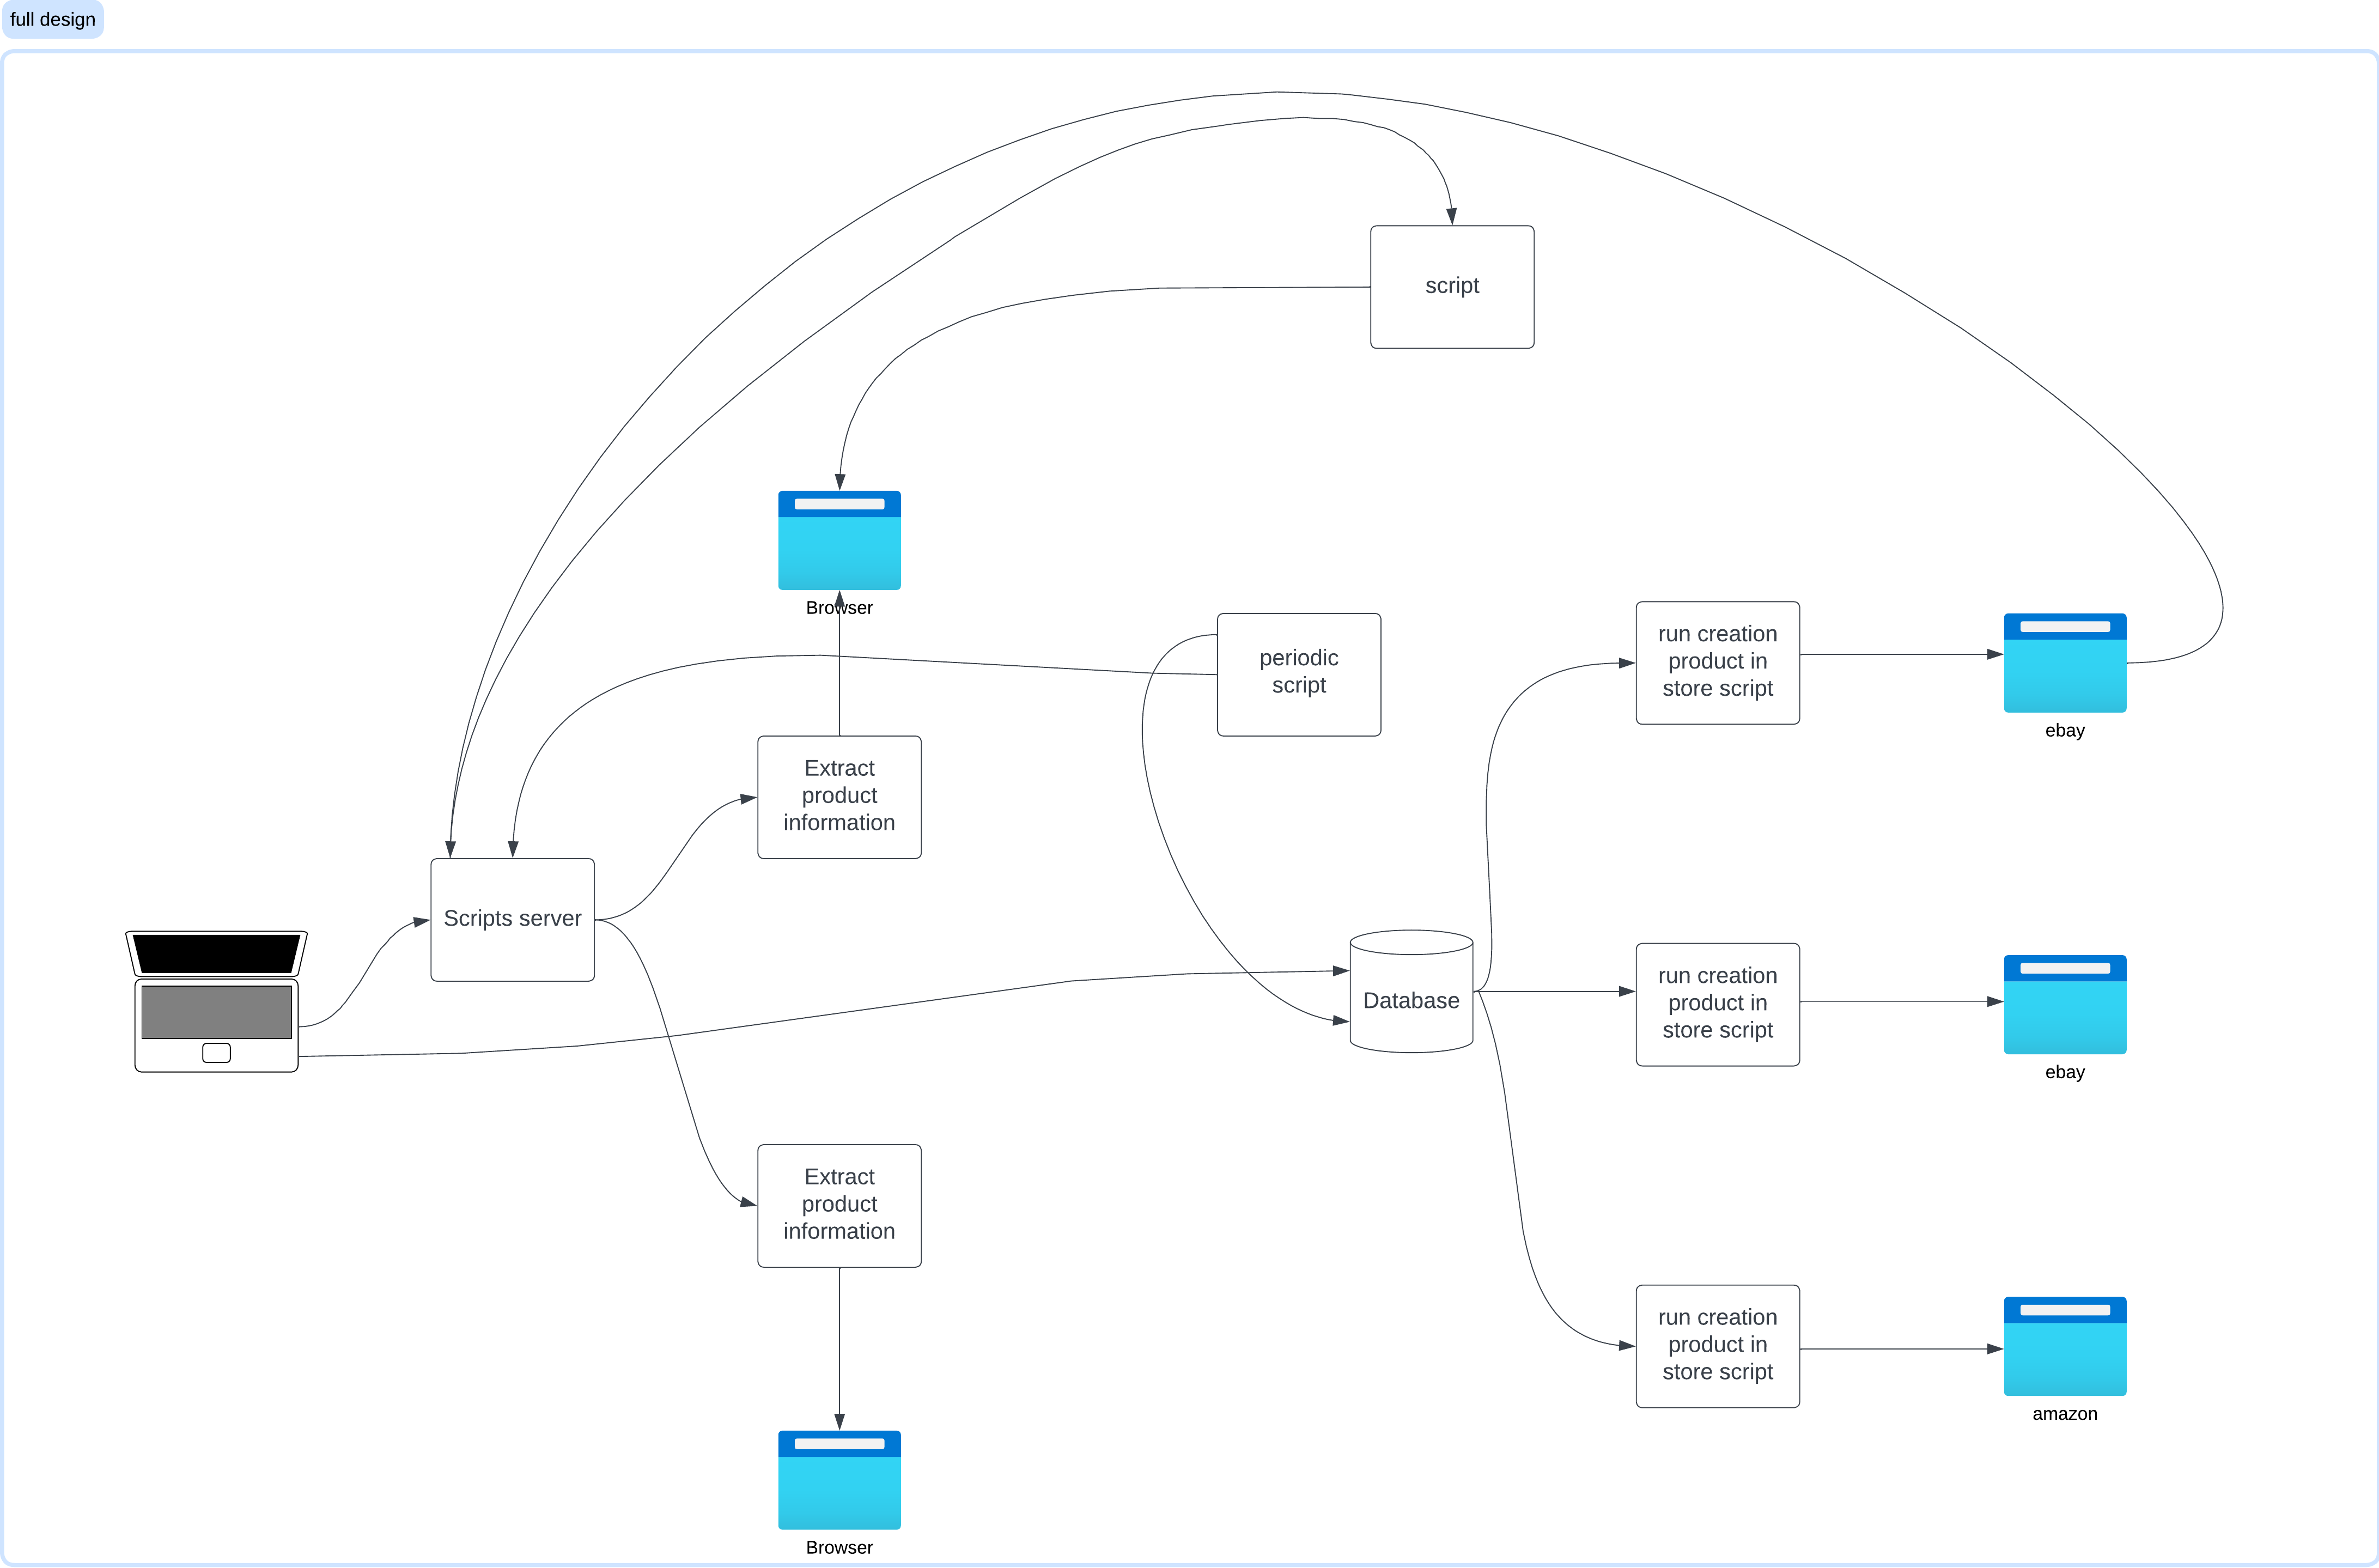 full design
script
Browser
periodic
script
run creation
product in
store script
ebay
Extract
product
information
Scripts server
Database
run creation
product in
store script
ebay
Extract
product
information
run creation
product in
store script
amazon
Browser